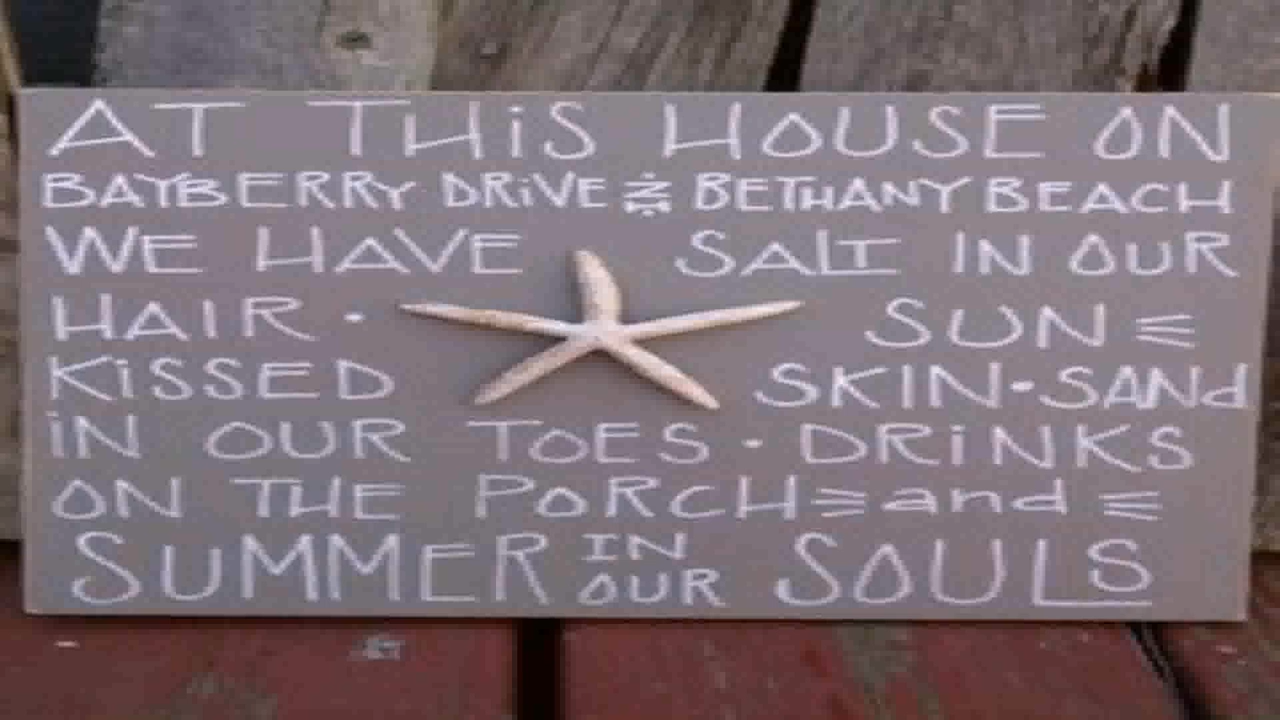 AT THiS HOUSE ON
BAYBERRY DRiVE IN BETHANY BEACH
WE HAVE SALT IN OUR
HAIR · SUN
KiSSED SKIN · SANd
iN OUR TOES · DRiNKS
ON THE PORCH and
SUMMER IN OUR SOULS